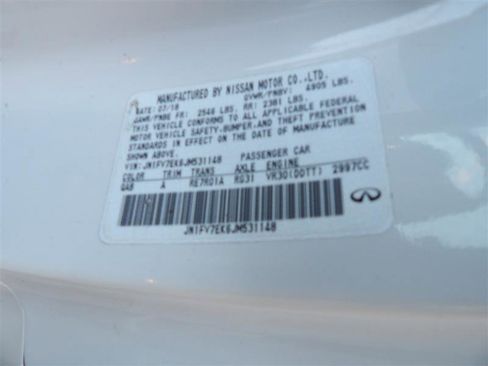 MANUFACTURED BY NISSAN MOTOR CO.,LTD.
DATE: 07/18 GVWR/PNBV: 4905 LBS.
GAWR/PNBE FR: 2546 LBS. RR: 2381 LBS.
THIS VEHICLE CONFORMS TO ALL APPLICABLE FEDERAL
MOTOR VEHICLE SAFETY,BUMPER,AND THEFT PREVENTION
STANDARDS IN EFFECT ON THE DATE OF MANUFACTURE
SHOWN ABOVE.
VIN: JN1FV7EK6JM531148 PASSENGER CAR
COLOR TRIM TRANS AXLE ENGINE
QAB A RE7R01A RG31 VR30(DDTT) 2997CC
JN1FV7EK6JM531148